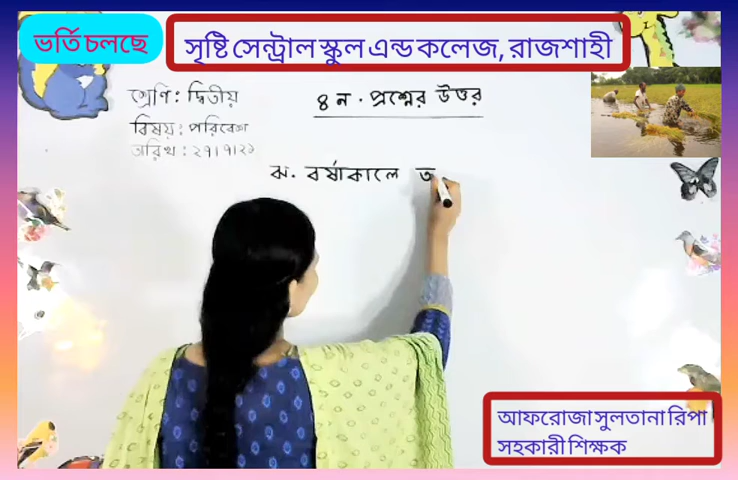 ভর্তি চলছে
সৃষ্টি সেন্ট্রাল স্কুল এন্ড কলেজ, রাজশাহী
শ্রেণি : দ্বিতীয়
৪ ন . প্রশ্নের উত্তর
বিষয় : পরিবেশ
তারিখ : ২৭।৭।২১
ঝ . বর্ষাকালে ত
আফরোজা সুলতানা রিপা
সহকারী শিক্ষক